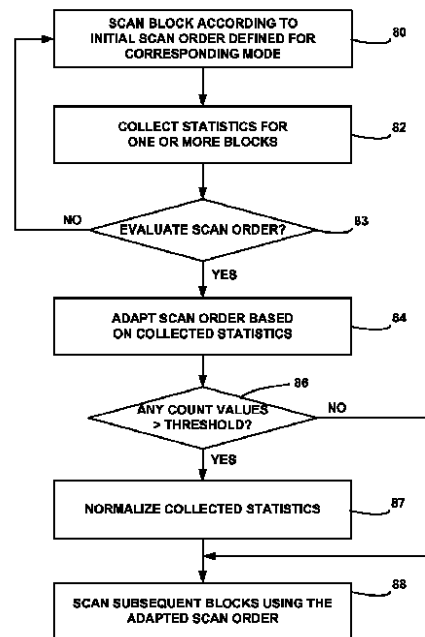 SCAN BLOCK ACCORDING TO
INITIAL SCAN ORDER DEFINED FOR
CORRESPONDING MODE
80
COLLECT STATISTICS FOR
ONE OR MORE BLOCKS
82
NO
EVALUATE SCAN ORDER?
83
YES
ADAPT SCAN ORDER BASED
ON COLLECTED STATISTICS
84
86
ANY COUNT VALUES
> THRESHOLD?
NO
YES
NORMALIZE COLLECTED STATISTICS
87
SCAN SUBSEQUENT BLOCKS USING THE
ADAPTED SCAN ORDER
88